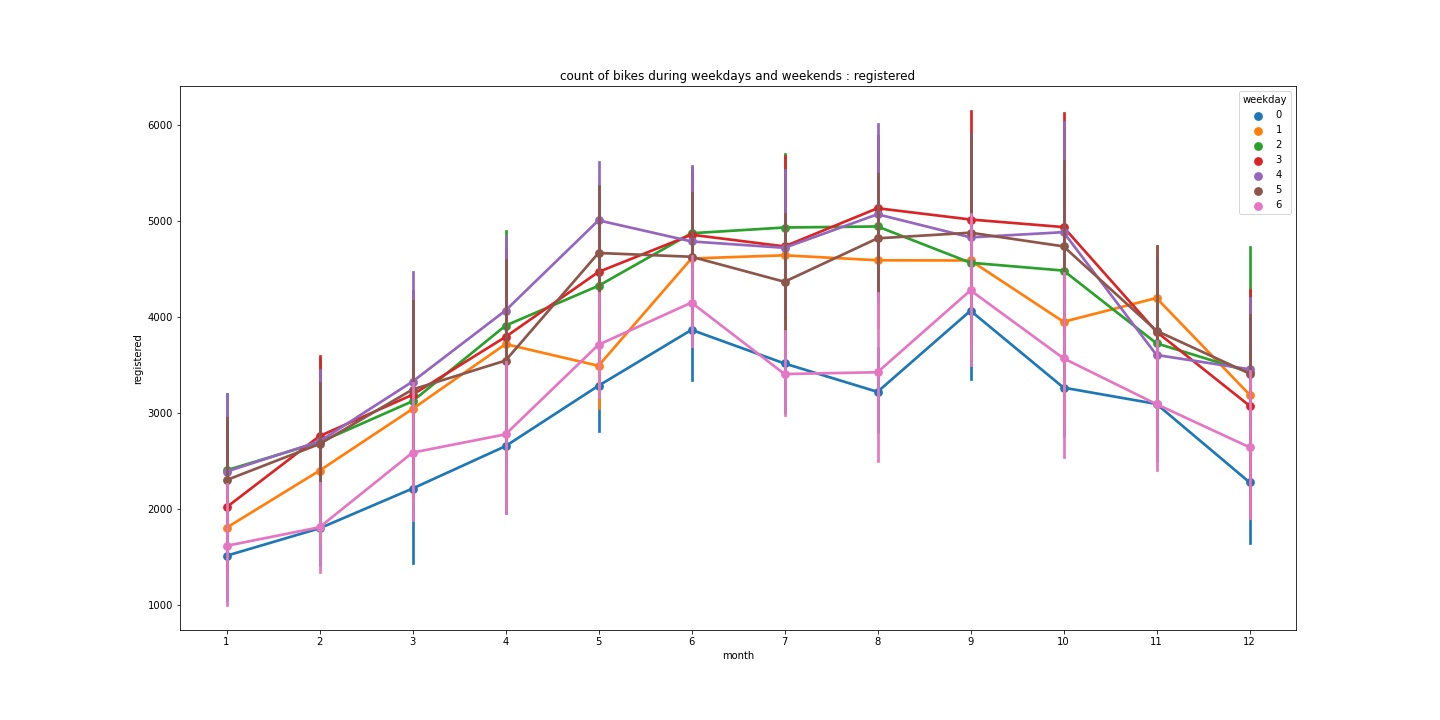 count of bikes during weekdays and weekends : registered
weekday
0
1
2
3
4
5
6
6000
5000
4000
3000
2000
1000
registered
1 2 3 4 5 6 7 8 9 10 11 12
month